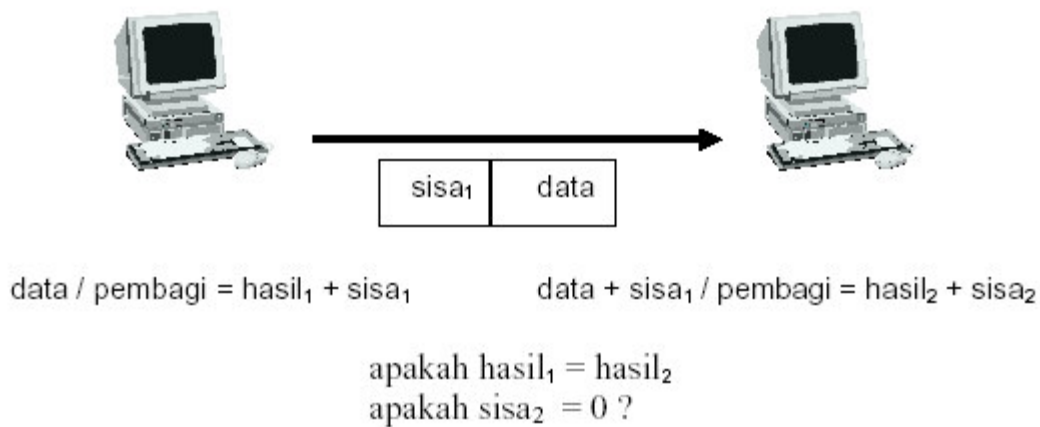 sisa₁ data
data / pembagi = hasil₁ + sisa₁
data + sisa₁ / pembagi = hasil₂ + sisa₂
apakah hasil₁ = hasil₂
apakah sisa₂ = 0 ?